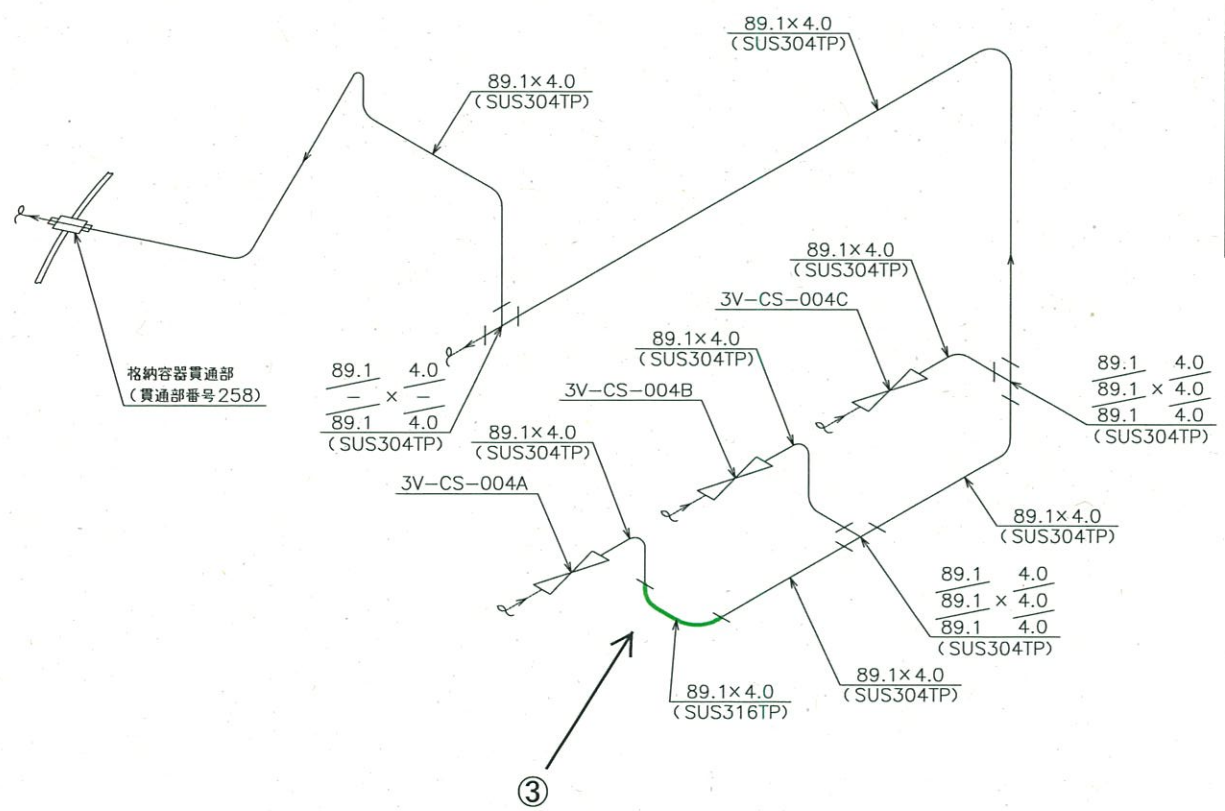 89.1×4.0
(SUS304TP)
89.1×4.0
(SUS304TP)
89.1×4.0
(SUS304TP)
3V-CS-004C
89.1×4.0
(SUS304TP)
格納容器貫通部
(貫通部番号258)
89.1 4.0
- × -
89.1 4.0
(SUS304TP)
3V-CS-004B
89.1 4.0
89.1 × 4.0
89.1 4.0
(SUS304TP)
89.1×4.0
(SUS304TP)
3V-CS-004A
89.1×4.0
(SUS304TP)
89.1 4.0
89.1 × 4.0
89.1 4.0
(SUS304TP)
89.1×4.0
(SUS304TP)
89.1×4.0
(SUS316TP)
③